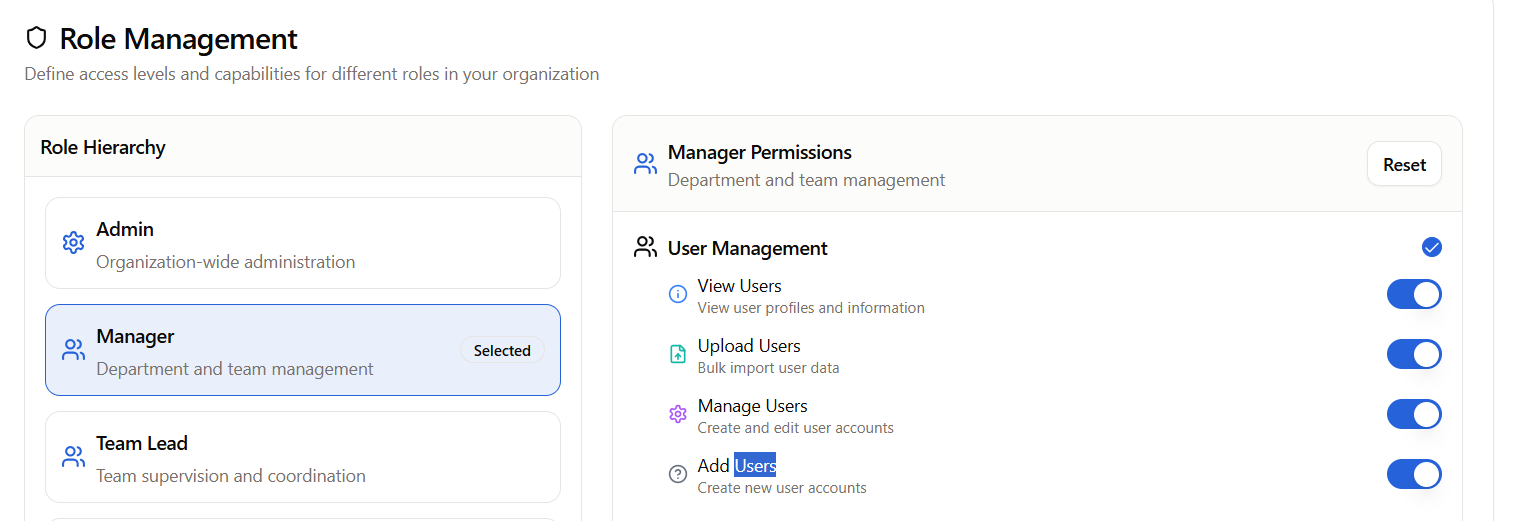 Role Management
Define access levels and capabilities for different roles in your organization
Role Hierarchy
Admin
Organization-wide administration
Manager
Department and team management
Selected
Team Lead
Team supervision and coordination
Manager Permissions
Department and team management
Reset
User Management
View Users
View user profiles and information
Upload Users
Bulk import user data
Manage Users
Create and edit user accounts
Add Users
Create new user accounts